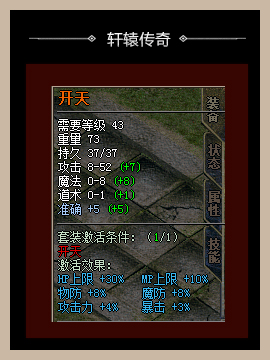 轩辕传奇
开天
需要等级 43
重量 73
持久 37/37
攻击 8-52 (+7)
魔法 0-8 (+8)
道术 0-1 (+1)
准确 +5 (+5)
套装激活条件: (1/1)
开天
激活效果:
HP上限 +30% MP上限 +10%
物防 +8% 魔防 +8%
攻击力 +4% 暴击 +3%
装备
状态
属性
技能